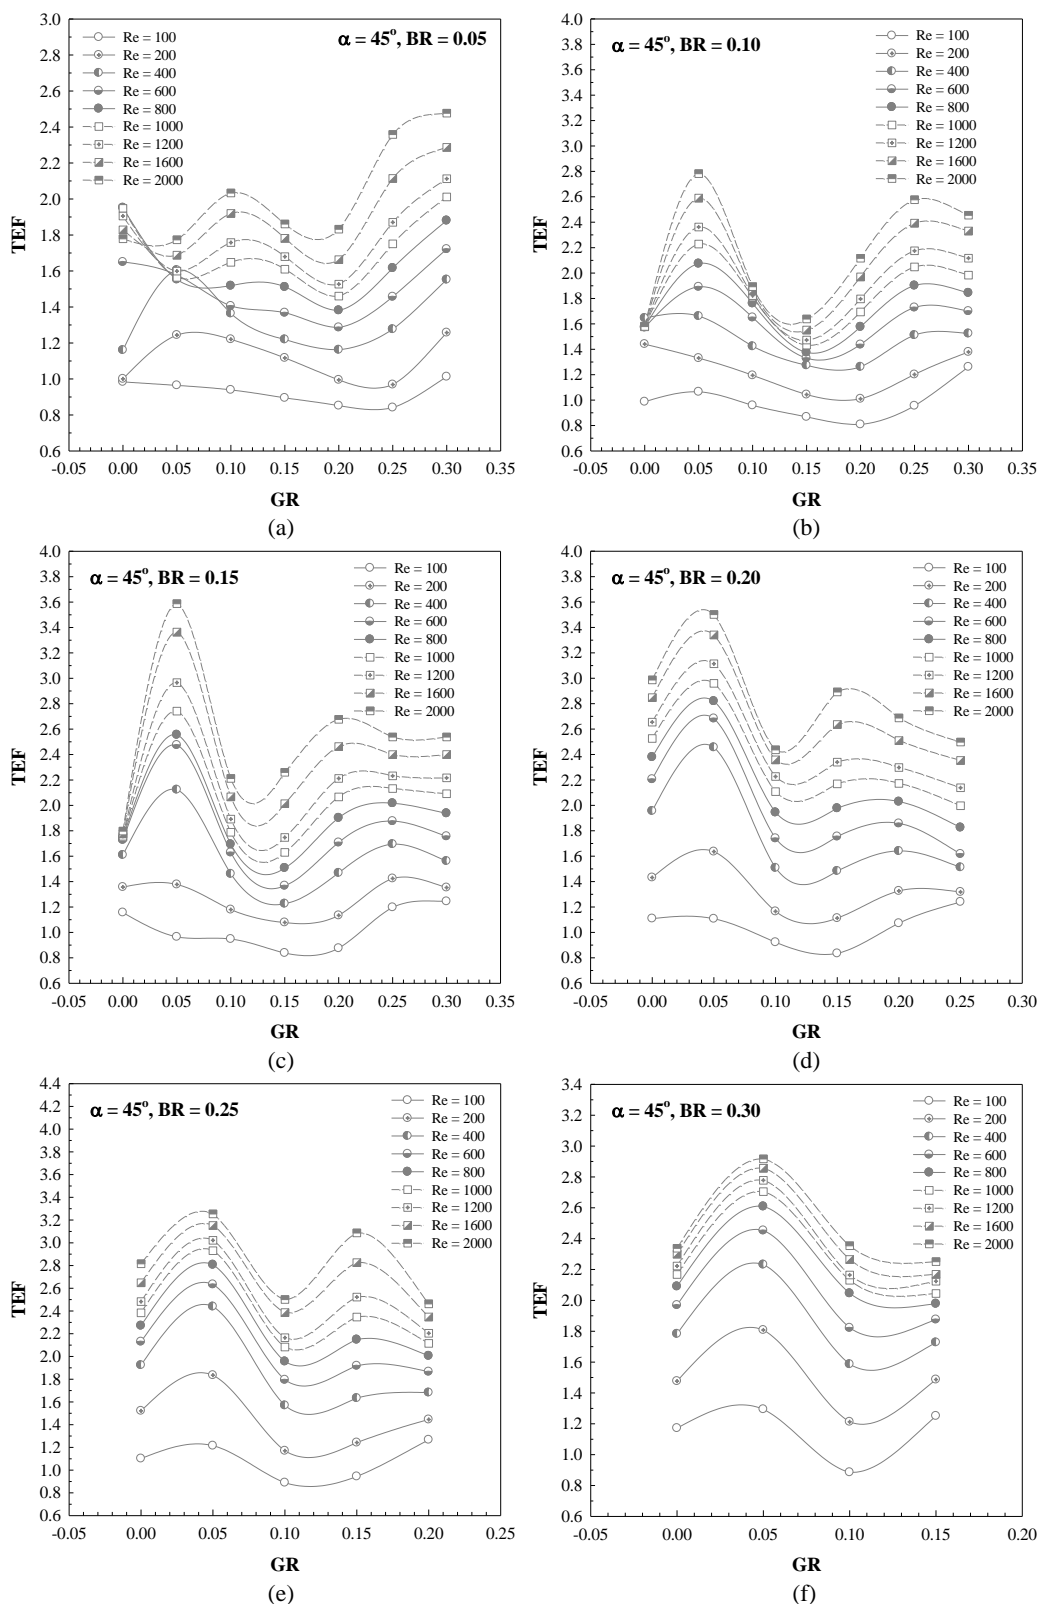 α = 45°, BR = 0.05
Re = 100
Re = 200
Re = 400
Re = 600
Re = 800
Re = 1000
Re = 1200
Re = 1600
Re = 2000
TEF
3.0
2.8
2.6
2.4
2.2
2.0
1.8
1.6
1.4
1.2
1.0
0.8
0.6
-0.05 0.00 0.05 0.10 0.15 0.20 0.25 0.30 0.35
GR
(a)
α = 45°, BR = 0.10
Re = 100
Re = 200
Re = 400
Re = 600
Re = 800
Re = 1000
Re = 1200
Re = 1600
Re = 2000
TEF
4.0
3.8
3.6
3.4
3.2
3.0
2.8
2.6
2.4
2.2
2.0
1.8
1.6
1.4
1.2
1.0
0.8
0.6
-0.05 0.00 0.05 0.10 0.15 0.20 0.25 0.30 0.35
GR
(b)
α = 45°, BR = 0.15
Re = 100
Re = 200
Re = 400
Re = 600
Re = 800
Re = 1000
Re = 1200
Re = 1600
Re = 2000
TEF
4.0
3.8
3.6
3.4
3.2
3.0
2.8
2.6
2.4
2.2
2.0
1.8
1.6
1.4
1.2
1.0
0.8
0.6
-0.05 0.00 0.05 0.10 0.15 0.20 0.25 0.30 0.35
GR
(c)
α = 45°, BR = 0.20
Re = 100
Re = 200
Re = 400
Re = 600
Re = 800
Re = 1000
Re = 1200
Re = 1600
Re = 2000
TEF
4.0
3.8
3.6
3.4
3.2
3.0
2.8
2.6
2.4
2.2
2.0
1.8
1.6
1.4
1.2
1.0
0.8
0.6
-0.05 0.00 0.05 0.10 0.15 0.20 0.25 0.30
GR
(d)
α = 45°, BR = 0.25
Re = 100
Re = 200
Re = 400
Re = 600
Re = 800
Re = 1000
Re = 1200
Re = 1600
Re = 2000
TEF
4.4
4.2
4.0
3.8
3.6
3.4
3.2
3.0
2.8
2.6
2.4
2.2
2.0
1.8
1.6
1.4
1.2
1.0
0.8
0.6
-0.05 0.00 0.05 0.10 0.15 0.20 0.25
GR
(e)
α = 45°, BR = 0.30
Re = 100
Re = 200
Re = 400
Re = 600
Re = 800
Re = 1000
Re = 1200
Re = 1600
Re = 2000
TEF
3.4
3.2
3.0
2.8
2.6
2.4
2.2
2.0
1.8
1.6
1.4
1.2
1.0
0.8
0.6
-0.05 0.00 0.05 0.10 0.15 0.20
GR
(f)